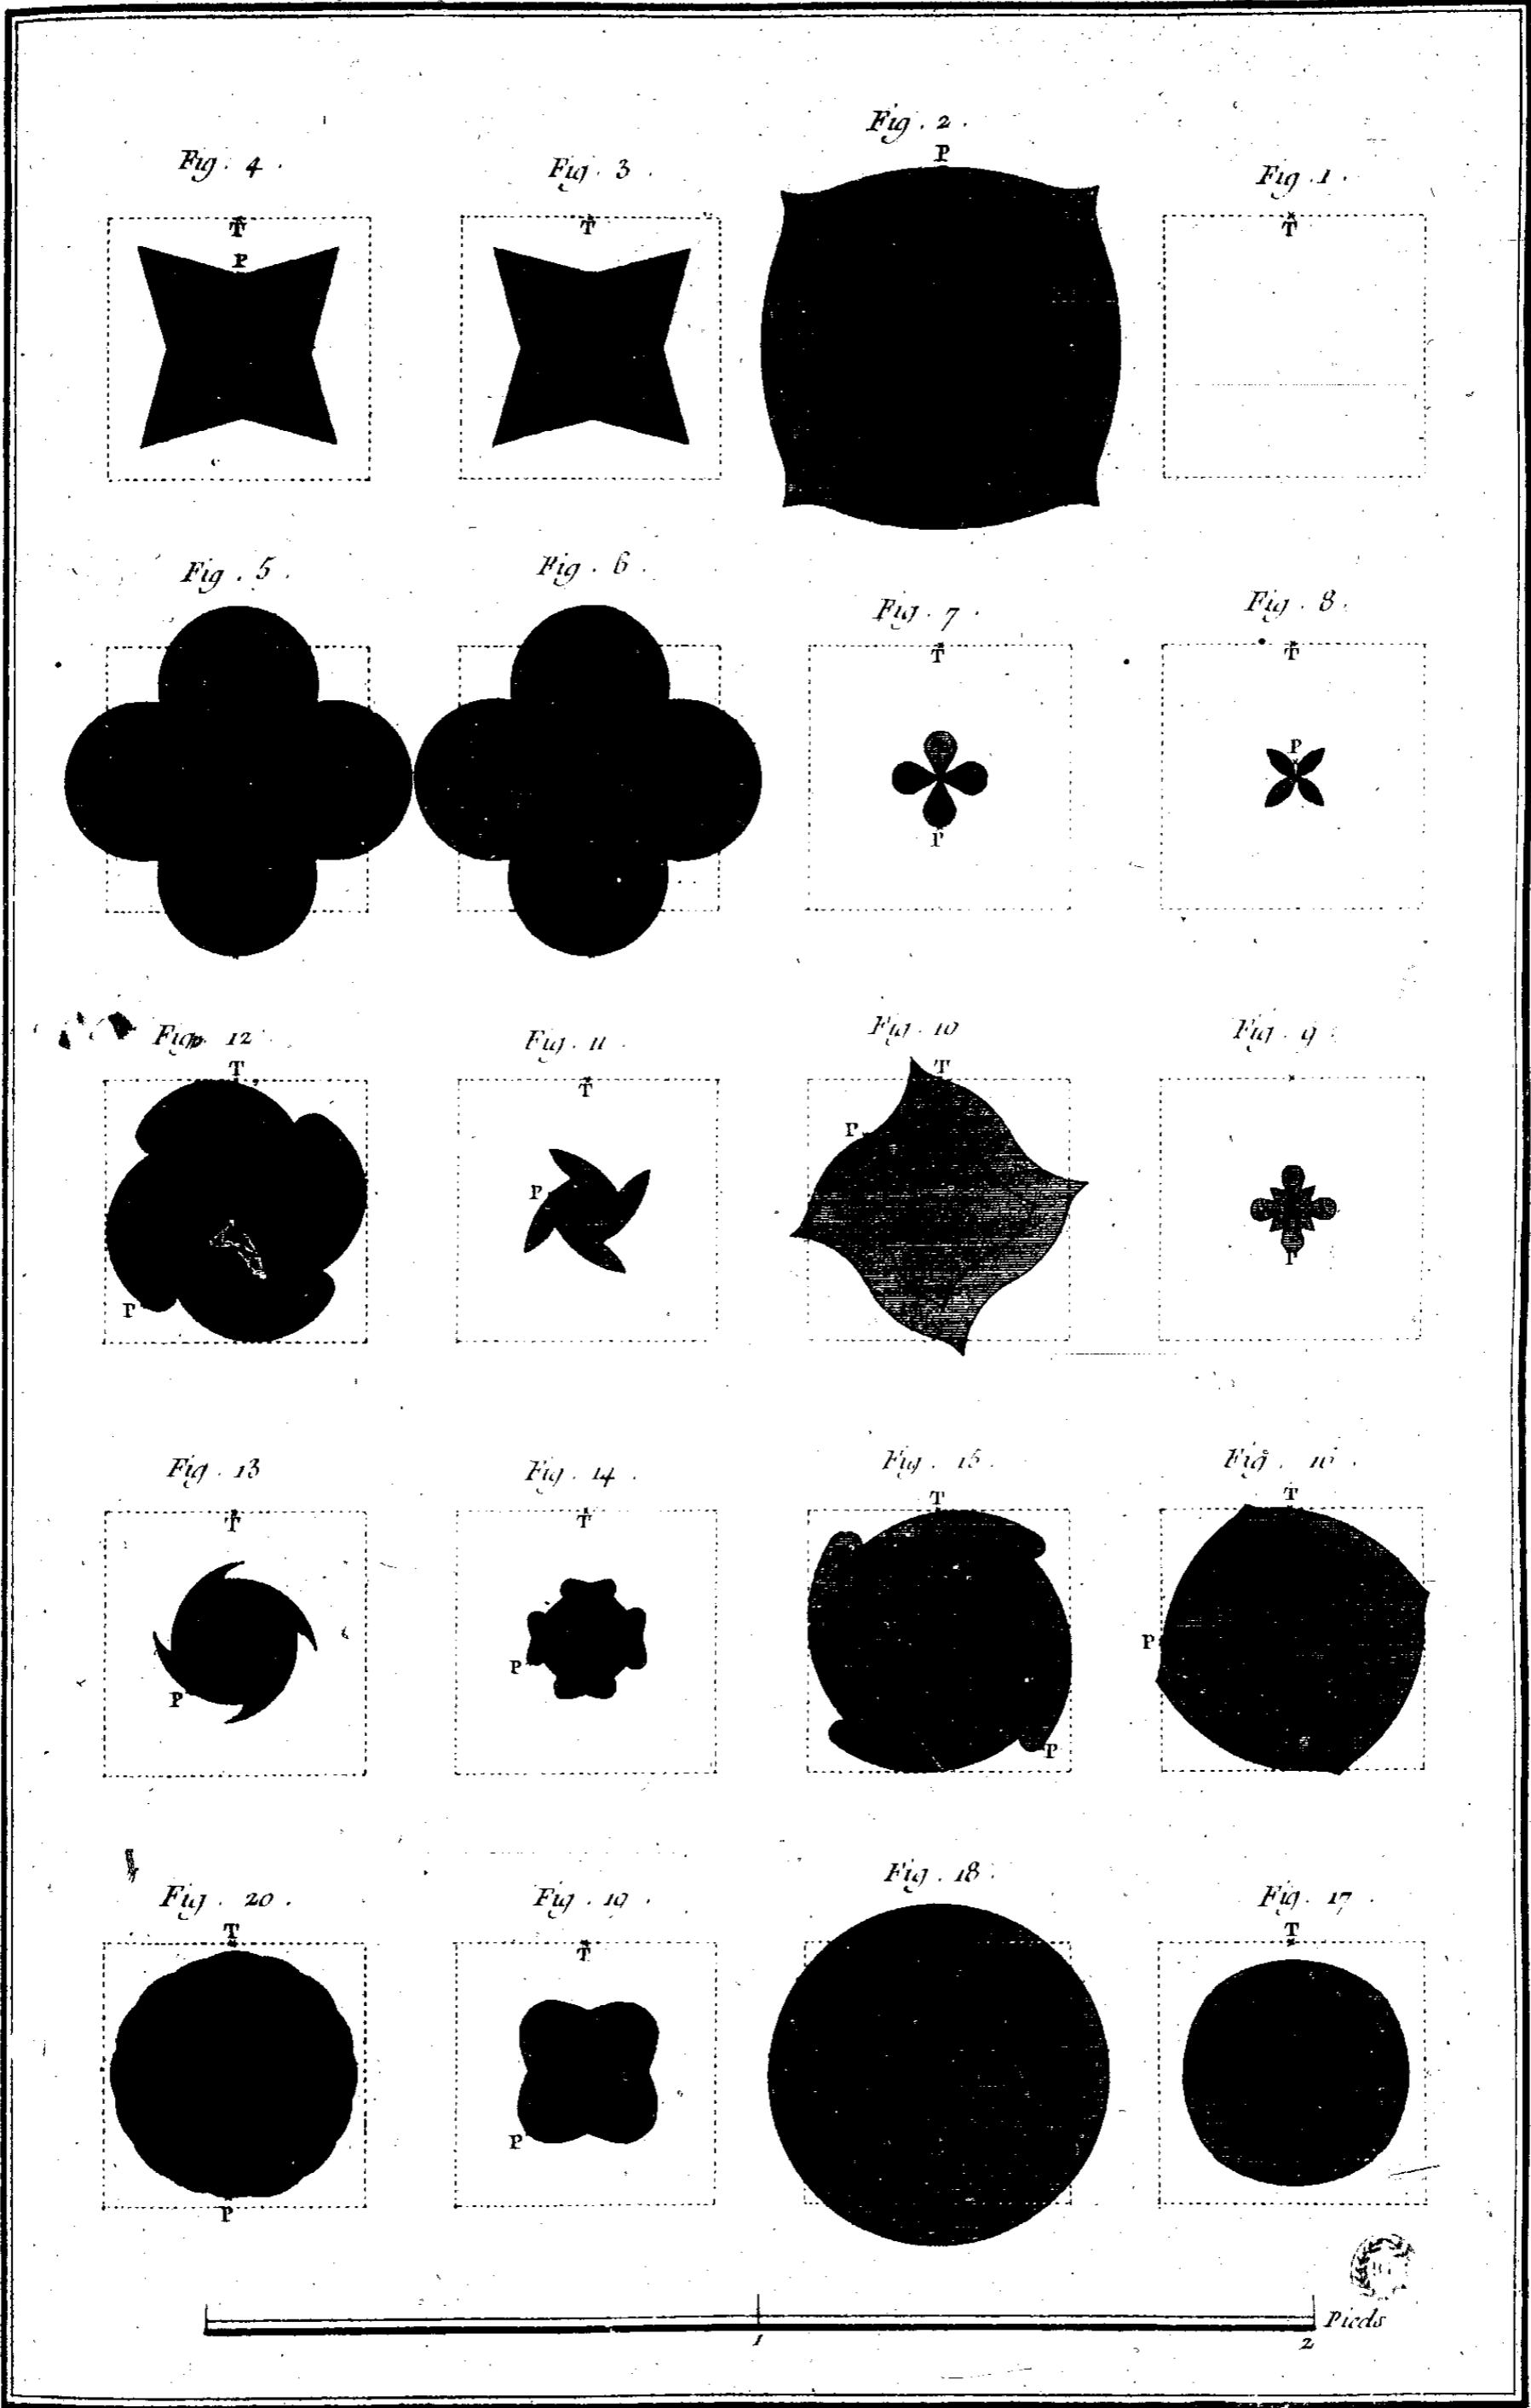 Fig. 4. Fig. 3. Fig. 2. Fig. 1.
P
T T T
P
Fig. 5. Fig. 6. Fig. 7. Fig. 8.
T T
P
P
Fig. 12. Fig. 11. Fig. 10 Fig. 9.
T T T
P
P
P
P
Fig. 13 Fig. 14. Fig. 15. Fig. 16.
T T T T
P
P
P
P
Fig. 20. Fig. 19. Fig. 18. Fig. 17.
T T T
P
P
Pieds
1 2